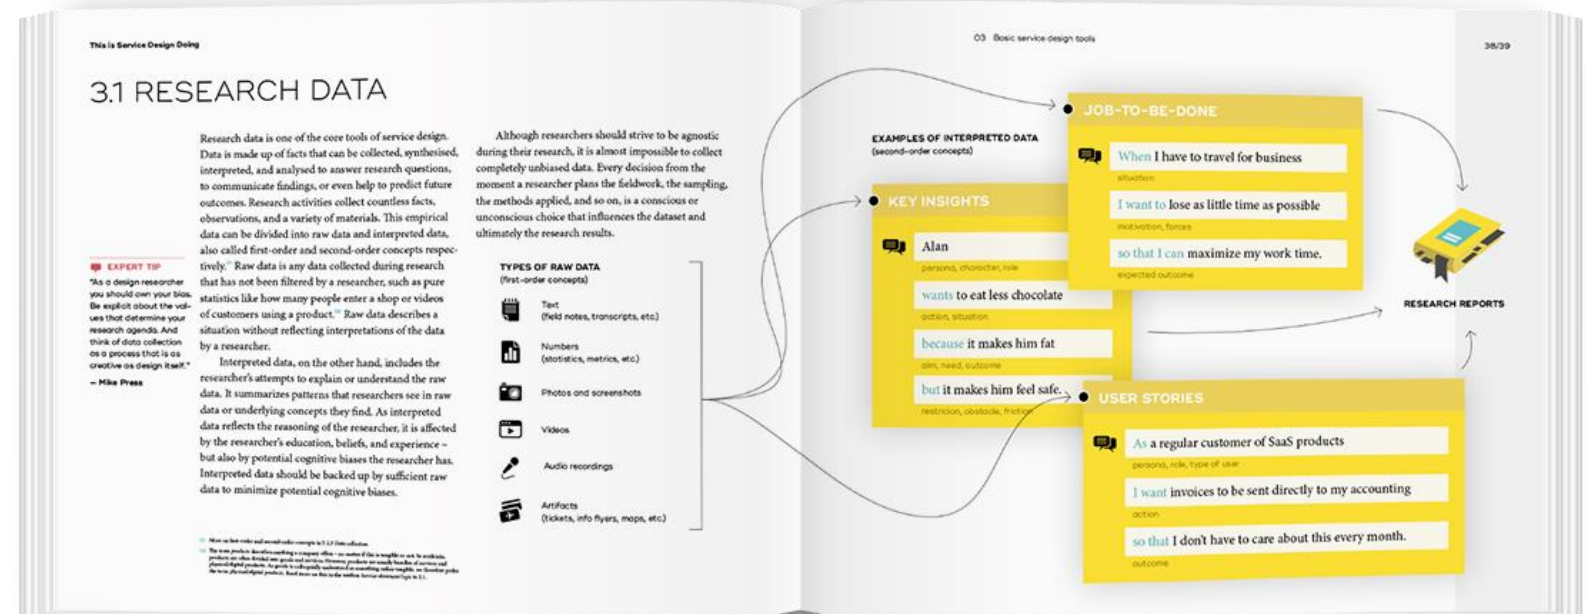 This is Service Design Doing
3.1 RESEARCH DATA
Research data is one of the core tools of service design.
Data is made up of facts that can be collected, synthesised,
interpreted, and analysed to answer research questions,
to communicate findings, or even help to predict future
outcomes. Research activities collect countless facts,
observations, and a variety of materials. This empirical
data can be divided into raw data and interpreted data,
also called first-order and second-order concepts respec-
tively. Raw data is any data collected during research
that has not been filtered by a researcher, such as pure
statistics like how many people enter a shop or videos
of customers using a product. Raw data describes a
situation without reflecting interpretations of the data
by a researcher.
Interpreted data, on the other hand, includes the
researcher's attempts to explain or understand the raw
data. It summarizes patterns that researchers see in raw
data or underlying concepts they find. As interpreted
data reflects the reasoning of the researcher, it is affected
by the researcher's education, beliefs, and experience –
but also by potential cognitive biases the researcher has.
Interpreted data should be backed up by sufficient raw
data to minimize potential cognitive biases.
EXPERT TIP
"As a design researcher
you should own your bias.
Be explicit about the val-
ues that determine your
research agenda. And
think of data collection
as a process that is as
creative as design itself."
— Mike Press
Although researchers should strive to be agnostic
during their research, it is almost impossible to collect
completely unbiased data. Every decision from the
moment a researcher plans the fieldwork, the sampling,
the methods applied, and so on, is a conscious or
unconscious choice that influences the dataset and
ultimately the research results.
TYPES OF RAW DATA
(first-order concepts)
Text
(field notes, transcripts, etc.)
Numbers
(statistics, metrics, etc.)
Photos and screenshots
Videos
Audio recordings
Artifacts
(tickets, info flyers, maps, etc.)
03 Basic service design tools
38/39
EXAMPLES OF INTERPRETED DATA
(second-order concepts)
JOB-TO-BE-DONE
When I have to travel for business
situation
I want to lose as little time as possible
motivation, forces
so that I can maximize my work time.
expected outcome
KEY INSIGHTS
Alan
persona, character, role
wants to eat less chocolate
action, situation
because it makes him fat
aim, need, outcome
but it makes him feel safe.
restriction, obstacle, friction
RESEARCH REPORTS
USER STORIES
As a regular customer of SaaS products
persona, role, type of user
I want invoices to be sent directly to my accounting
action
so that I don't have to care about this every month.
outcome